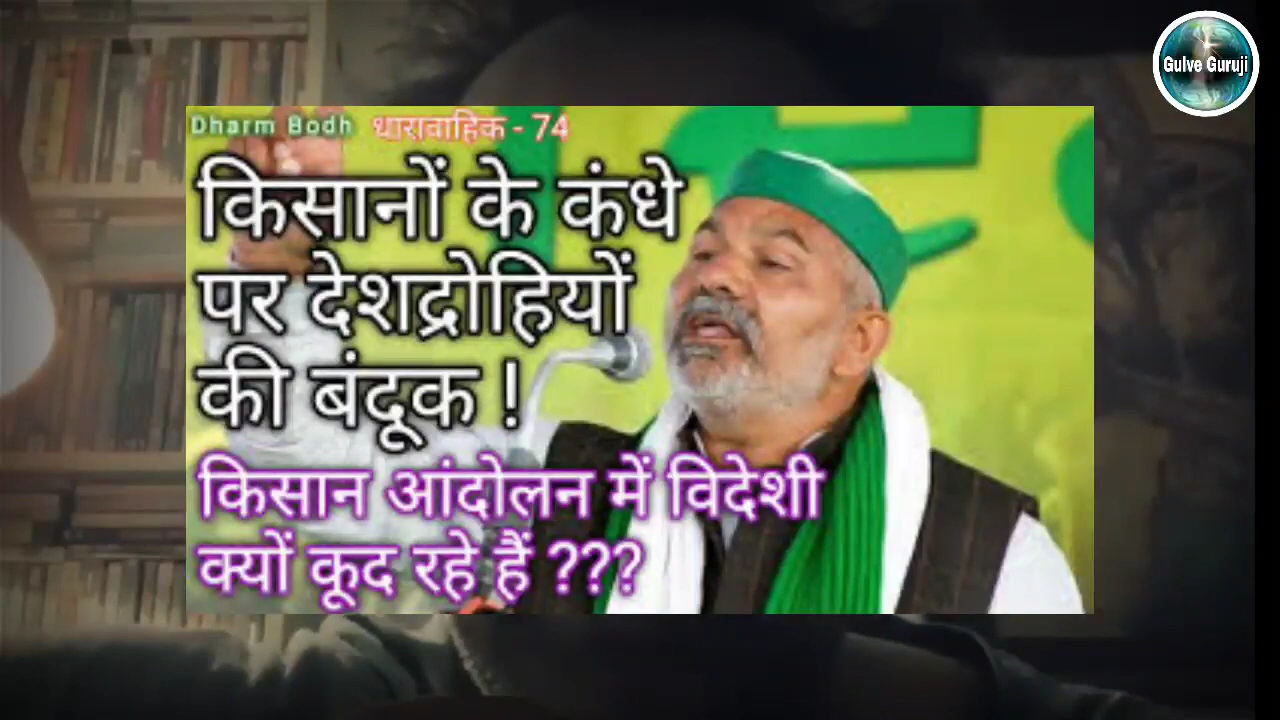 Gulve Guruji
Dharm Bodh धारावाहिक - 74
किसानों के कंधे
पर देशद्रोहियों
की बंदूक !
किसान आंदोलन में विदेशी
क्यों कूद रहे हैं ???